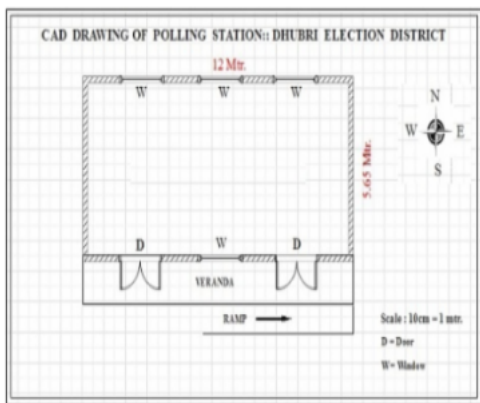 CAD DRAWING OF POLLING STATION:: DHUBRI ELECTION DISTRICT
12 Mtr.
W W W
N
W E
S
5.65 Mtr.
D W D
VERANDA
RAMP
Scale : 10cm = 1 mtr.
D = Door
W= Window